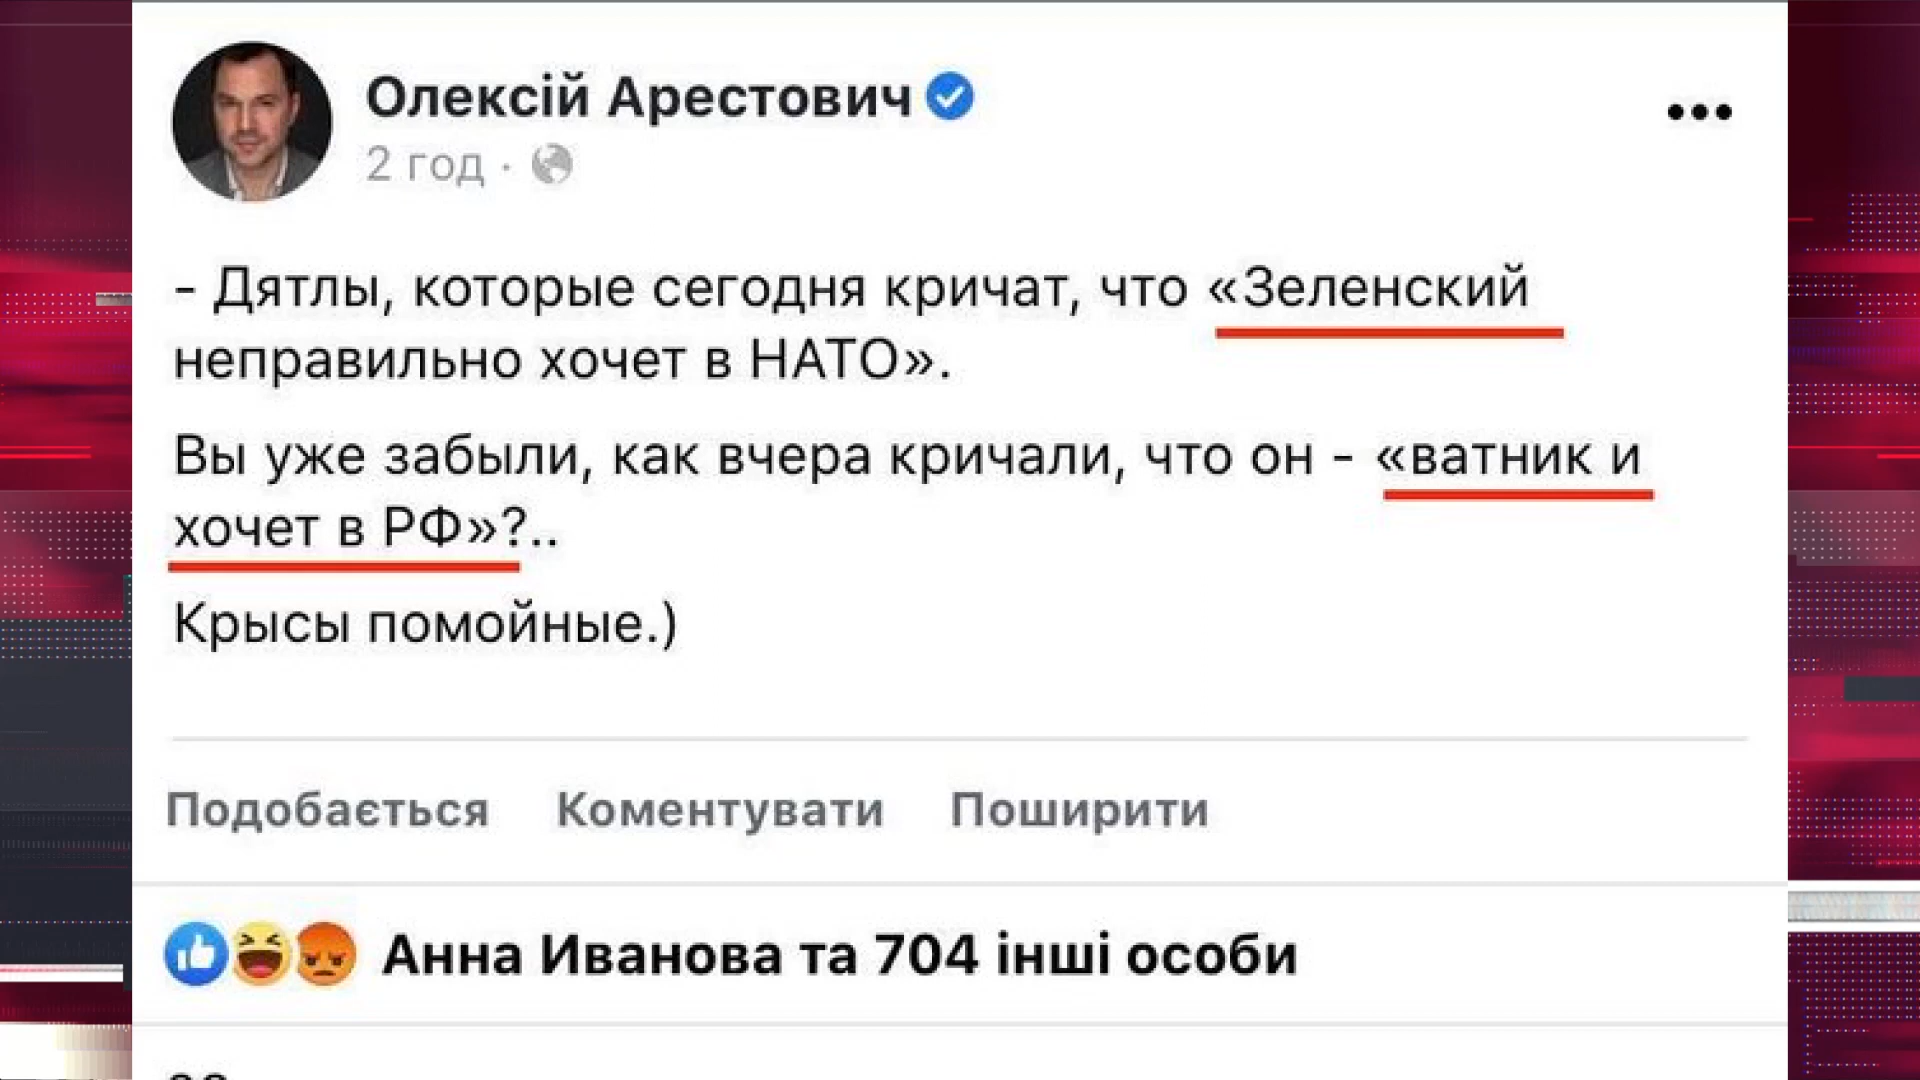 Олексій Арестович
2 год ·
- Дятлы, которые сегодня кричат, что «Зеленский
неправильно хочет в НАТО».
Вы уже забыли, как вчера кричали, что он - «ватник и
хочет в РФ»?..
Крысы помойные.)
Подобається Коментувати Поширити
Анна Иванова та 704 інші особи